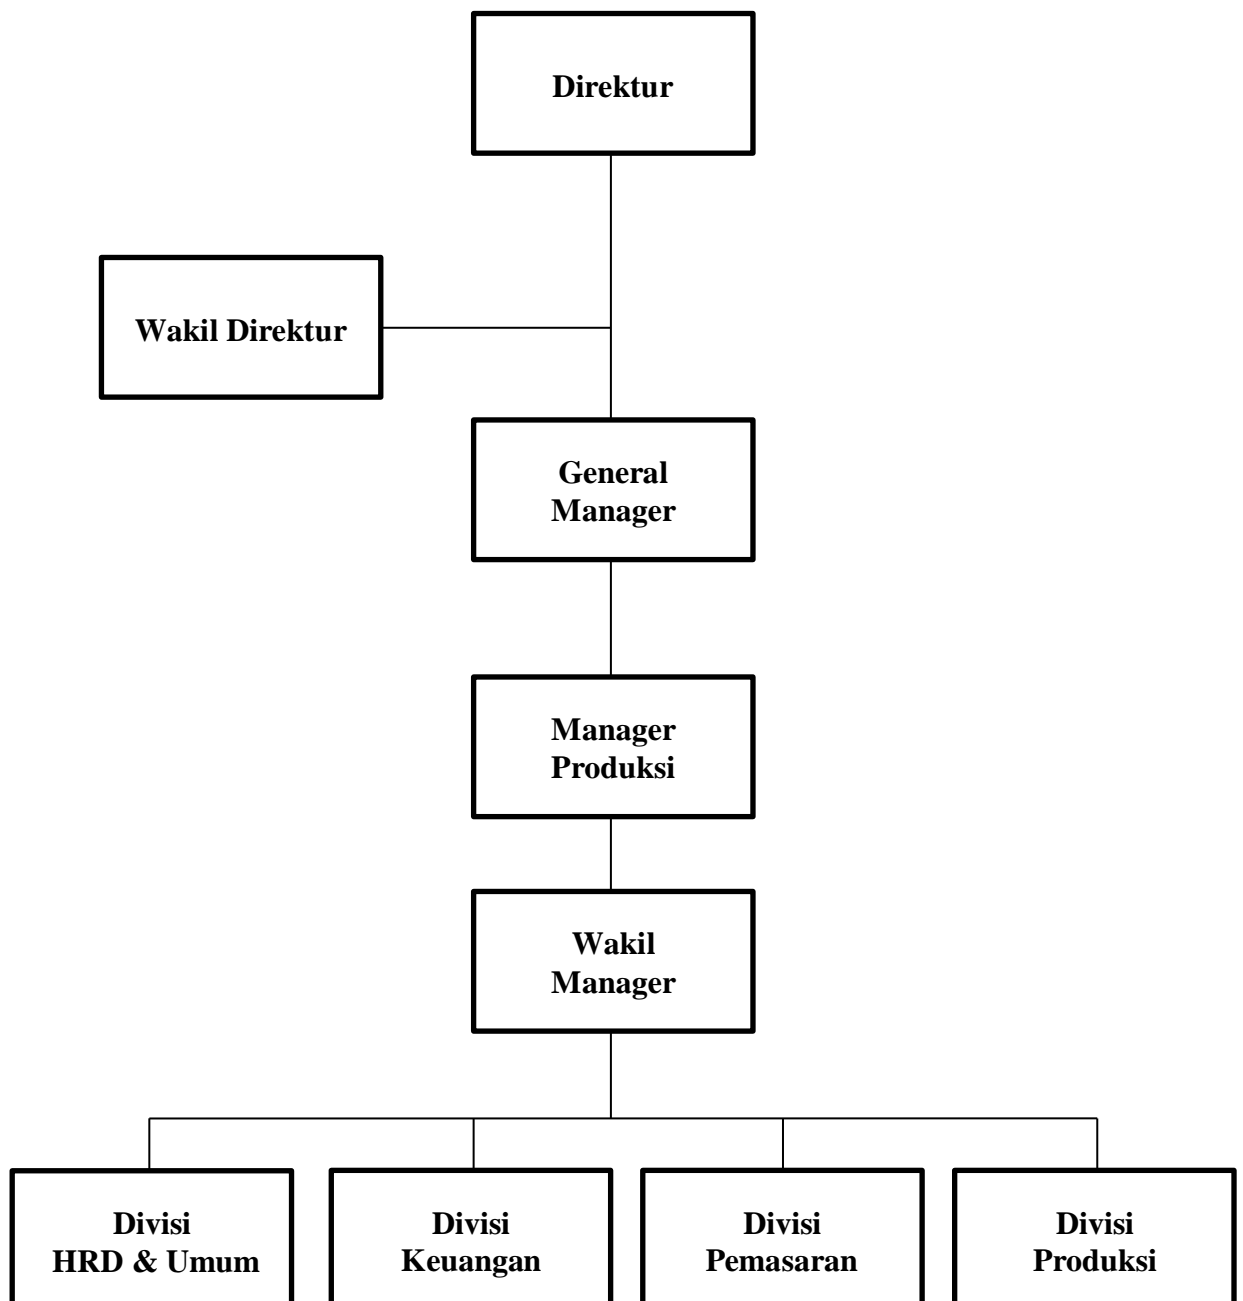 Direktur
Wakil Direktur
General
Manager
Manager
Produksi
Wakil
Manager
Divisi
HRD & Umum
Divisi
Keuangan
Divisi
Pemasaran
Divisi
Produksi